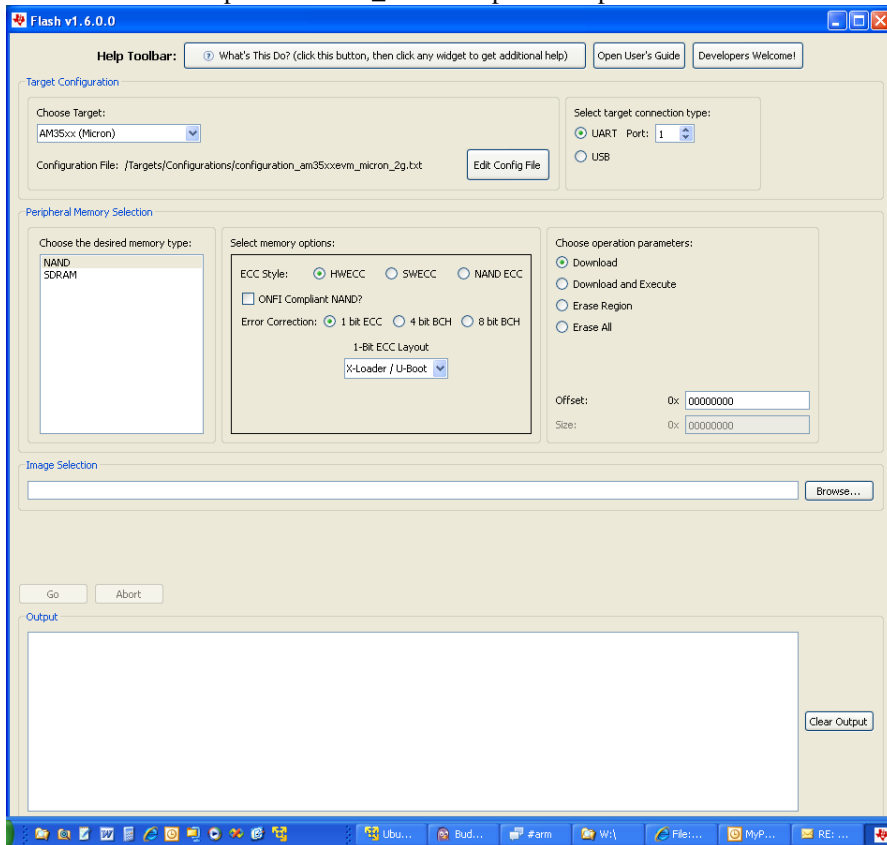 Flash v1.6.0.0
Help Toolbar:
What's This Do? (click this button, then click any widget to get additional help)
Open User's Guide
Developers Welcome!
Target Configuration
Choose Target:
AM35xx (Micron)
Configuration File: /Targets/Configurations/configuration_am35xxevm_micron_2g.txt
Edit Config File
Select target connection type:
UART Port: 1
USB
Peripheral Memory Selection
Choose the desired memory type:
NAND
SDRAM
Select memory options:
ECC Style: HWECC SWECC NAND ECC
ONFI Compliant NAND?
Error Correction: 1 bit ECC 4 bit BCH 8 bit BCH
1-Bit ECC Layout
X-Loader / U-Boot
Choose operation parameters:
Download
Download and Execute
Erase Region
Erase All
Offset: 0x 00000000
Size: 0x 00000000
Image Selection
Browse...
Go Abort
Output
Clear Output
Ubu... Bud... #arm W:\ File:... MyP... RE: ...